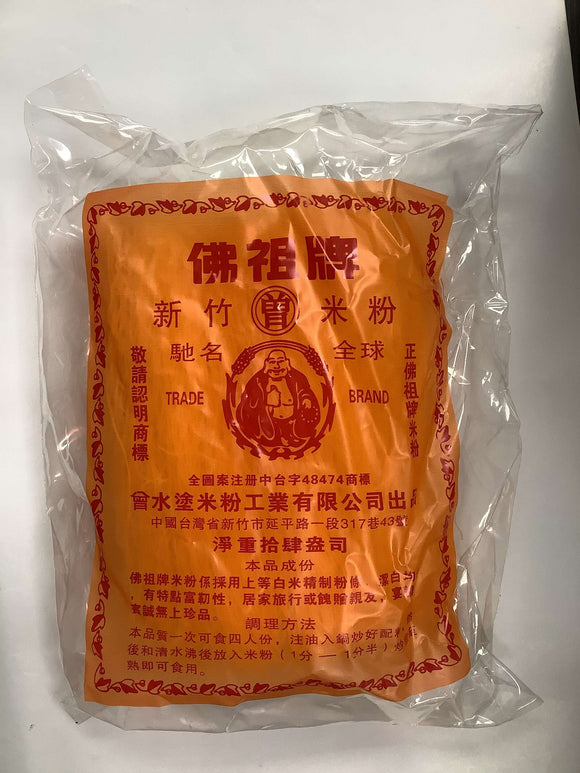 佛祖牌
新竹 曾 米粉
馳名 全球
敬請認明商標
TRADE BRAND
正佛祖牌米粉
全圖案注册中台字48474商標
曾水塗米粉工業有限公司出品
中國台灣省新竹市延平路一段317巷43號
淨重拾肆盎司
本品成份
佛祖牌米粉係採用上等白米精制粉條，潔白
，有特點富韌性，居家旅行或餽贈親友，宴
賓誠無上珍品。
調理方法
本品質一次可食四人份，注油入鍋炒好配
後和清水沸後放入米粉（1分—1分半）炒
熟即可食用。